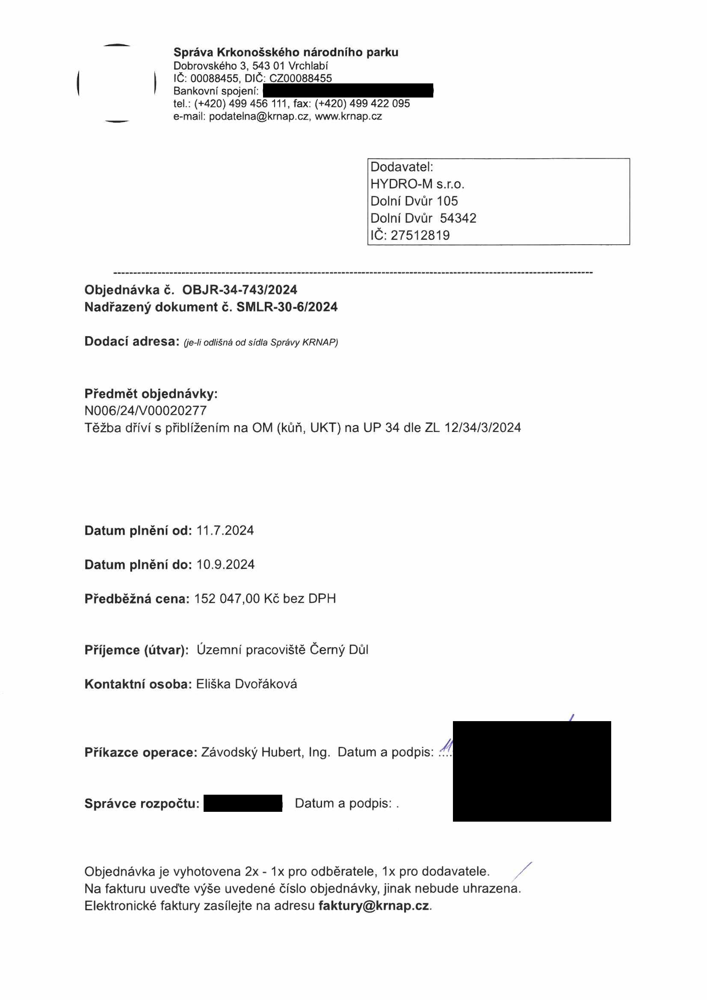 Správa Krkonošského národního parku
Dobrovského 3, 543 01 Vrchlabí
IČ: 00088455, DIČ: CZ00088455
Bankovní spojení:
tel.: (+420) 499 456 111, fax: (+420) 499 422 095
e-mail: podatelna@krnap.cz, www.krnap.cz
Dodavatel:
HYDRO-M s.r.o.
Dolní Dvůr 105
Dolní Dvůr  54342
IČ: 27512819
Objednávka č.  OBJR-34-743/2024
Nadřazený dokument č. SMLR-30-6/2024
Dodací adresa: (je-li odlišná od sídla Správy KRNAP)
Předmět objednávky:
N006/24/V00020277
Těžba dříví s přiblížením na OM (kůň, UKT) na UP 34 dle ZL 12/34/3/2024
Datum plnění od: 11.7.2024
Datum plnění do: 10.9.2024
Předběžná cena: 152 047,00 Kč bez DPH
Příjemce (útvar):  Územní pracoviště Černý Důl
Kontaktní osoba: Eliška Dvořáková
Příkazce operace: Závodský Hubert, Ing.  Datum a podpis: ....
Správce rozpočtu: Datum a podpis: .
Objednávka je vyhotovena 2x - 1x pro odběratele, 1x pro dodavatele.
Na fakturu uveďte výše uvedené číslo objednávky, jinak nebude uhrazena.
Elektronické faktury zasílejte na adresu faktury@krnap.cz.